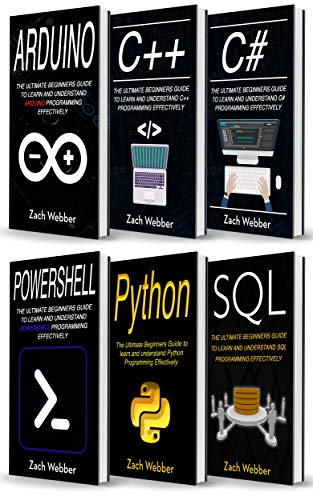 ARDUINO
THE ULTIMATE BEGINNERS GUIDE
TO LEARN AND UNDERSTAND
ARDUINO PROGRAMMING
EFFECTIVELY
Zach Webber
C++
THE ULTIMATE BEGINNERS GUIDE
TO LEARN AND UNDERSTAND C++
PROGRAMMING EFFECTIVELY
</>
Zach Webber
C#
THE ULTIMATE BEGINNERS GUIDE
TO LEARN AND UNDERSTAND C#
PROGRAMMING EFFECTIVELY
Zach Webber
POWERSHELL
THE ULTIMATE BEGINNERS GUIDE
TO LEARN AND UNDERSTAND
POWERSHELL PROGRAMMING
EFFECTIVELY
Zach Webber
Python
The Ultimate Beginners Guide to
learn and understand Python
Programming Effectively
Zach Webber
SQL
THE ULTIMATE BEGINNERS GUIDE
TO LEARN AND UNDERSTAND SQL
PROGRAMMING EFFECTIVELY
Zach Webber